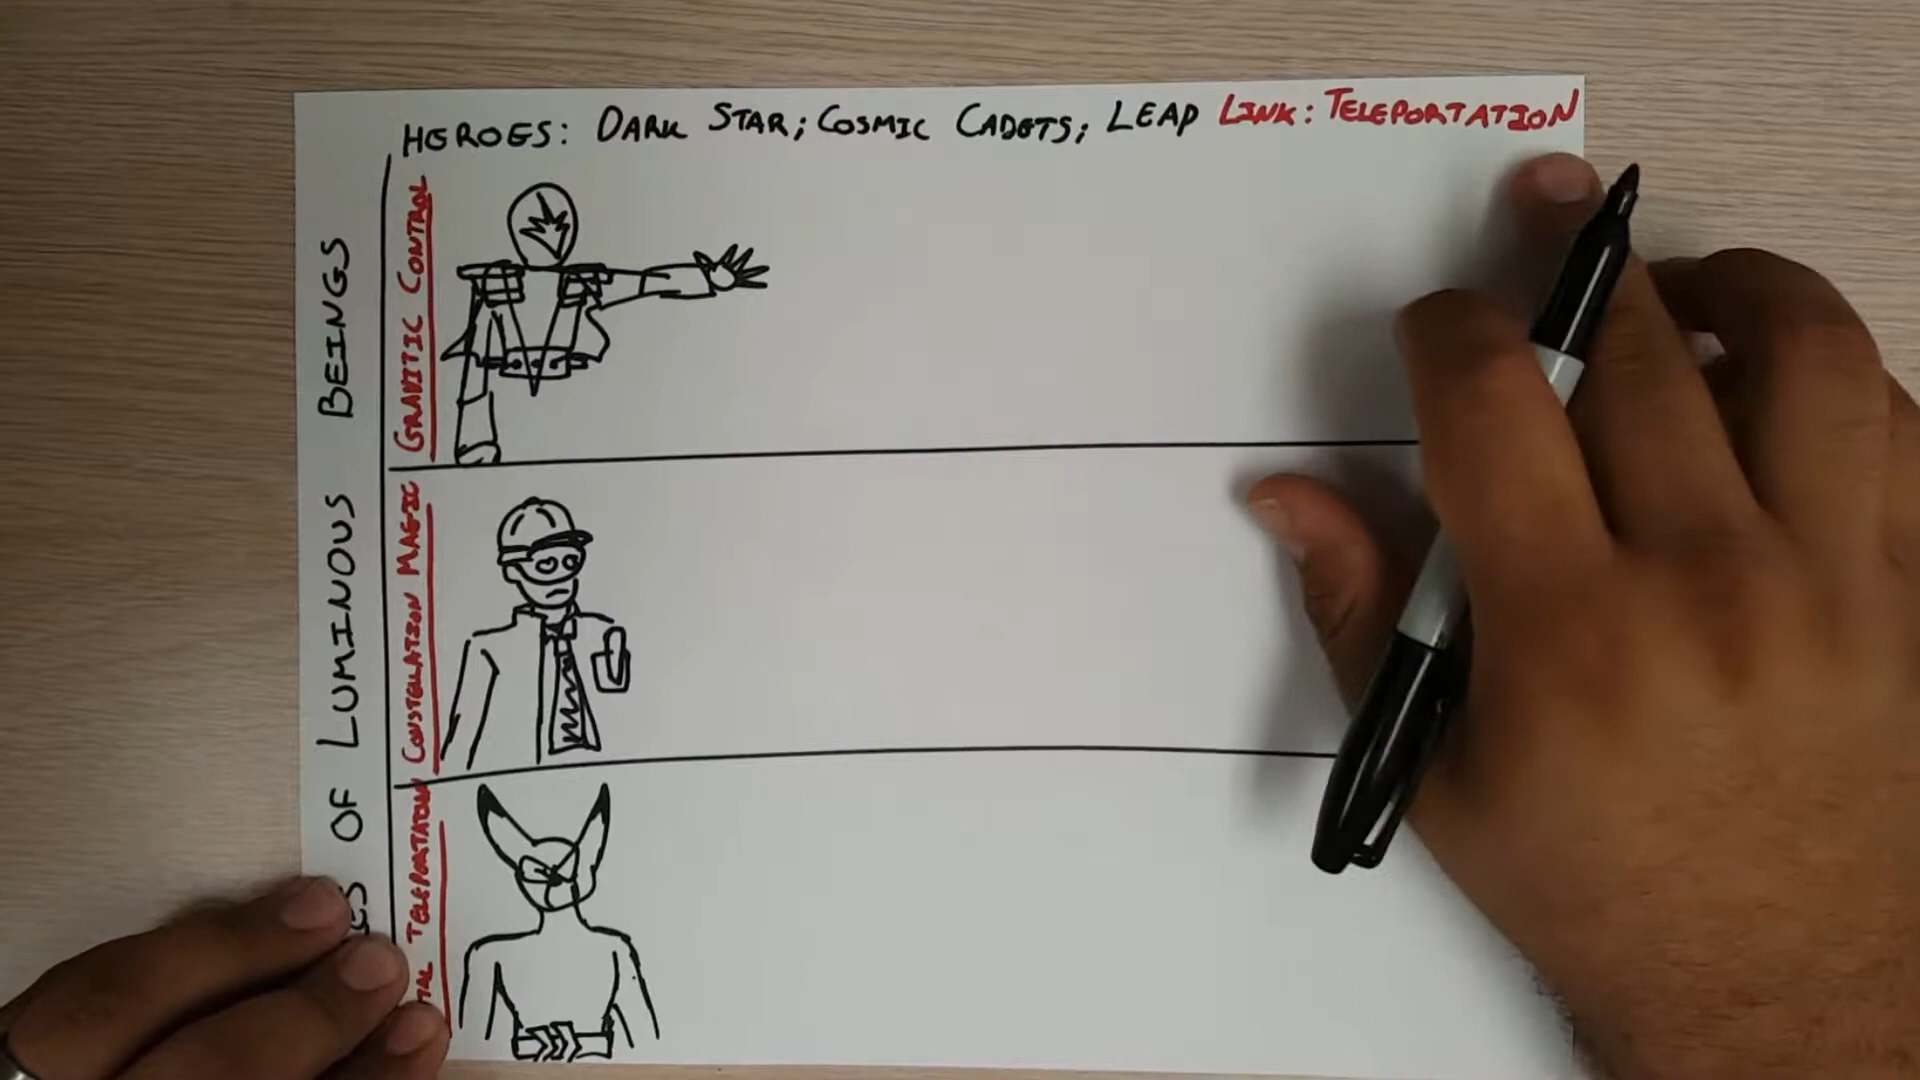 HEROES: DARK STAR; COSMIC CADETS; LEAP LINK: TELEPORTATION
OF LUMINOUS BEINGS
GRAVITIC CONTROL
CONSTELLATION MAGIC
TELEPORTATION